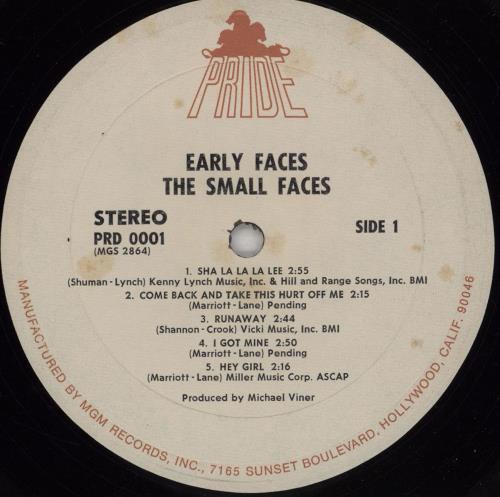 PRIDE
EARLY FACES
THE SMALL FACES
STEREO
PRD 0001
(MGS 2864)
SIDE 1
1. SHA LA LA LA LEE 2:55
(Shuman-Lynch) Kenny Lynch Music, Inc. & Hill and Range Songs, Inc. BMI
2. COME BACK AND TAKE THIS HURT OFF ME 2:15
(Marriott-Lane) Pending
3. RUNAWAY 2:44
(Shannon-Crook) Vicki Music, Inc. BMI
4. I GOT MINE 2:50
(Marriott-Lane) Pending
5. HEY GIRL 2:16
(Marriott-Lane) Miller Music Corp. ASCAP
Produced by Michael Viner
MANUFACTURED BY MGM RECORDS, INC., 7165 SUNSET BOULEVARD, HOLLYWOOD, CALIF. 90046